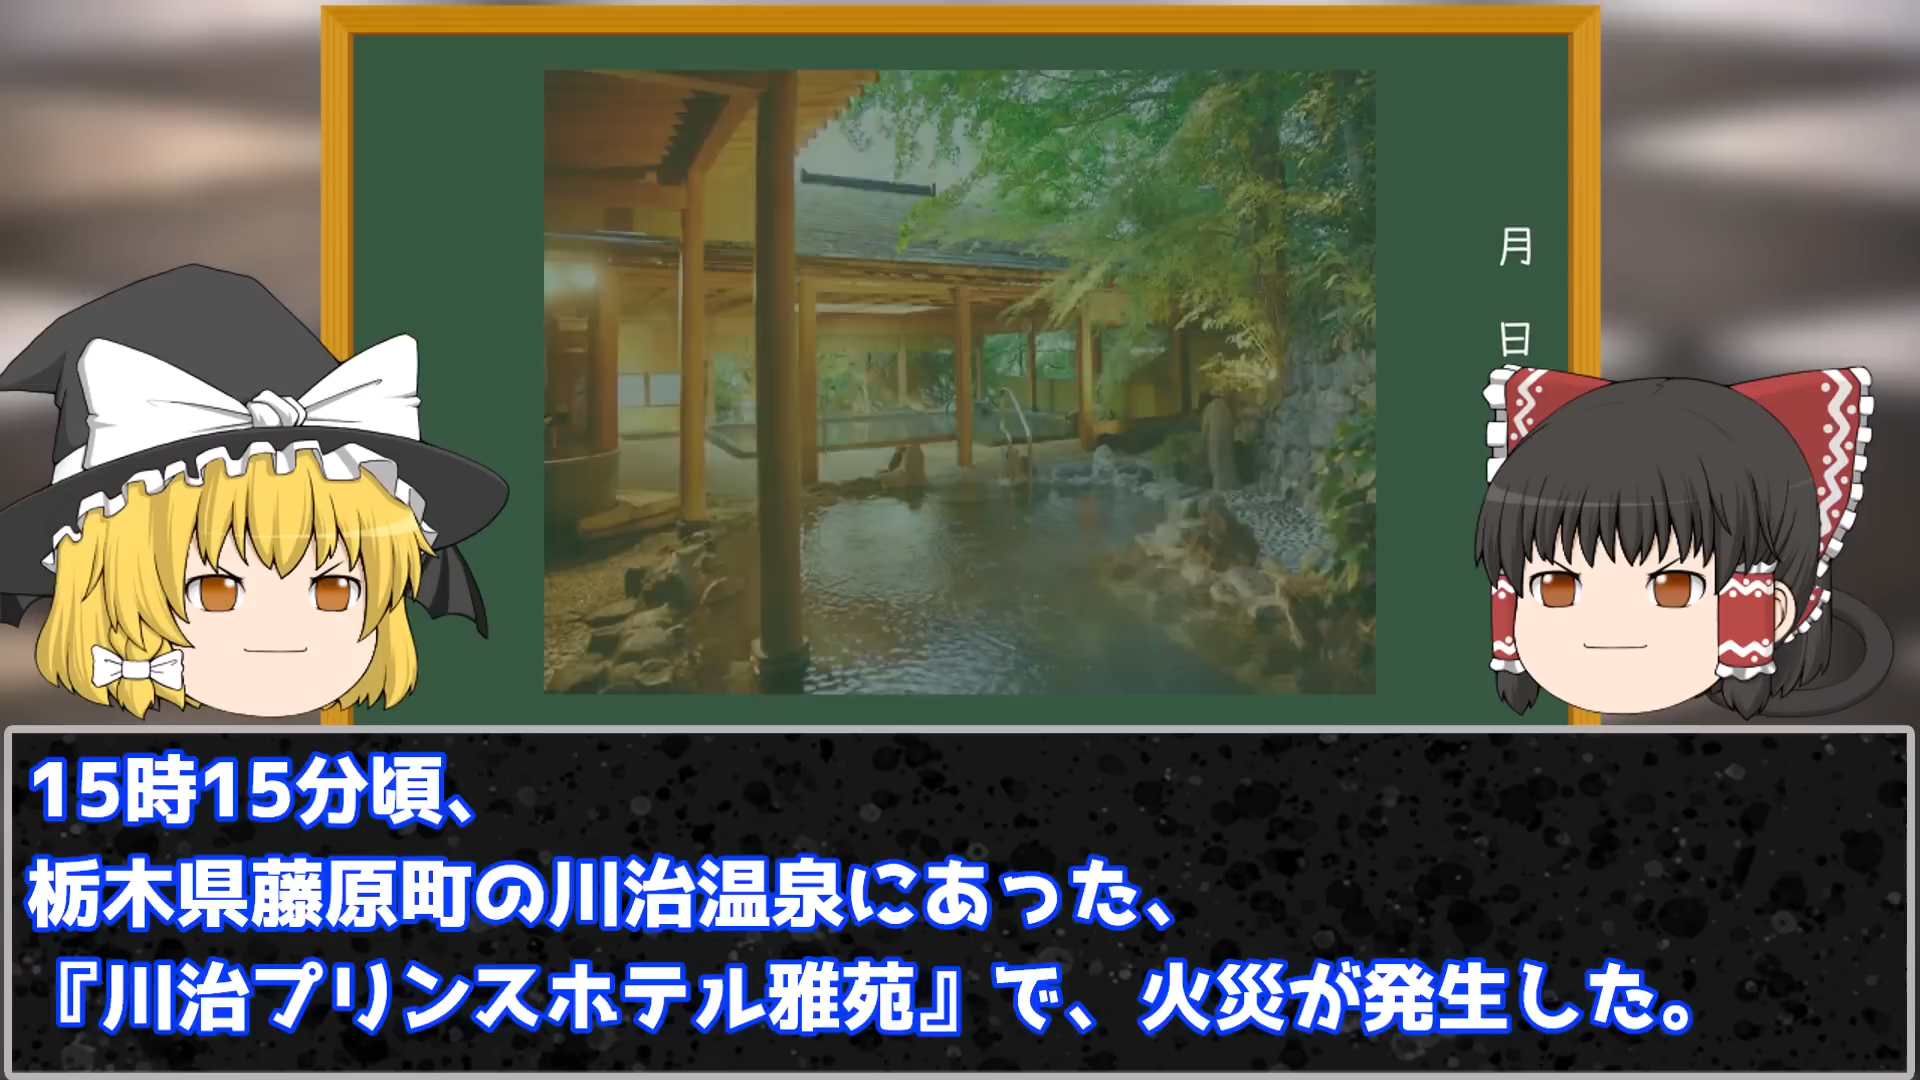 月
日
15時15分頃、
栃木県藤原町の川治温泉にあった、
『川治プリンスホテル雅苑』で、火災が発生した。